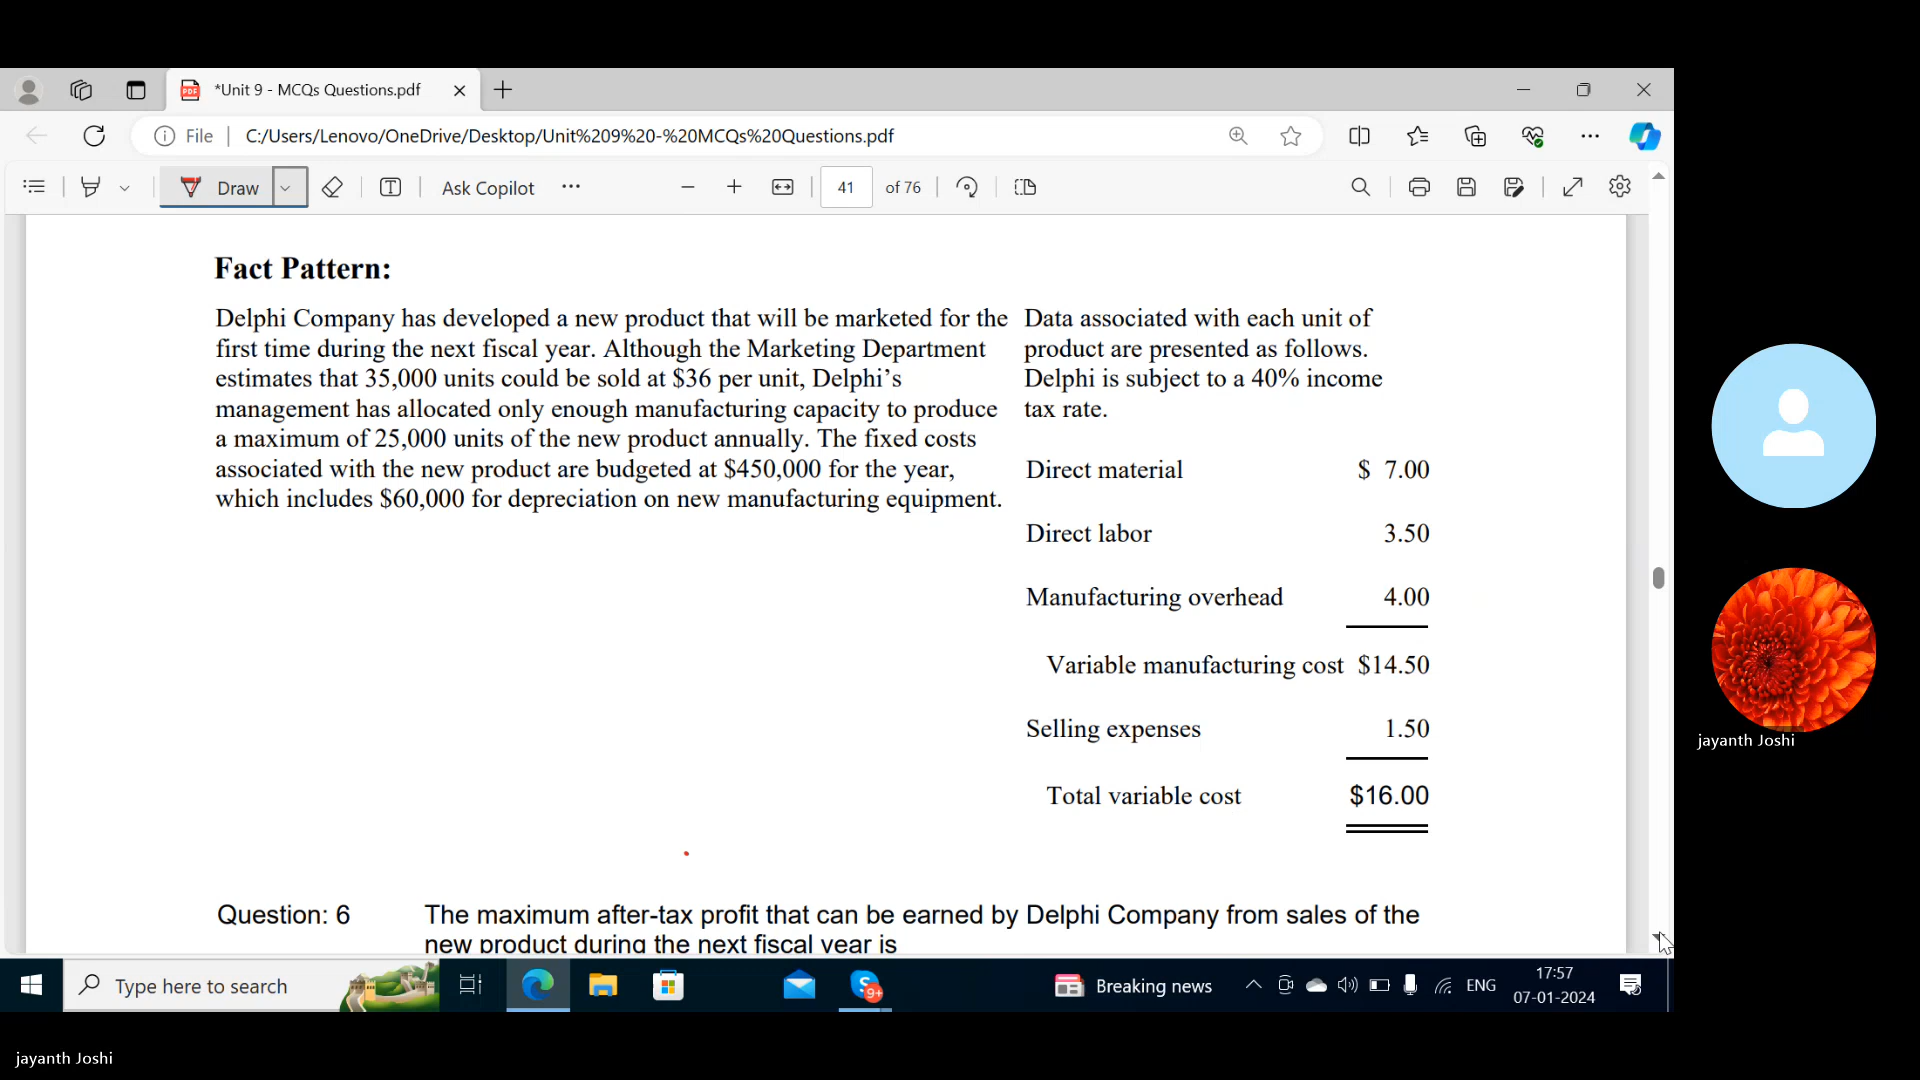 *Unit 9 - MCQs Questions.pdf
File
C:/Users/Lenovo/OneDrive/Desktop/Unit%209%20-%20MCQs%20Questions.pdf
Draw
Ask Copilot
41
of 76
Fact Pattern:
Delphi Company has developed a new product that will be marketed for the
first time during the next fiscal year. Although the Marketing Department
estimates that 35,000 units could be sold at $36 per unit, Delphi’s
management has allocated only enough manufacturing capacity to produce
a maximum of 25,000 units of the new product annually. The fixed costs
associated with the new product are budgeted at $450,000 for the year,
which includes $60,000 for depreciation on new manufacturing equipment.
Data associated with each unit of
product are presented as follows.
Delphi is subject to a 40% income
tax rate.
Direct material $ 7.00
Direct labor 3.50
Manufacturing overhead 4.00
Variable manufacturing cost $14.50
Selling expenses 1.50
Total variable cost $16.00
Question: 6 The maximum after-tax profit that can be earned by Delphi Company from sales of the
new product during the next fiscal year is
jayanth Joshi
Type here to search
9+
Breaking news
ENG
17:57
07-01-2024
jayanth Joshi